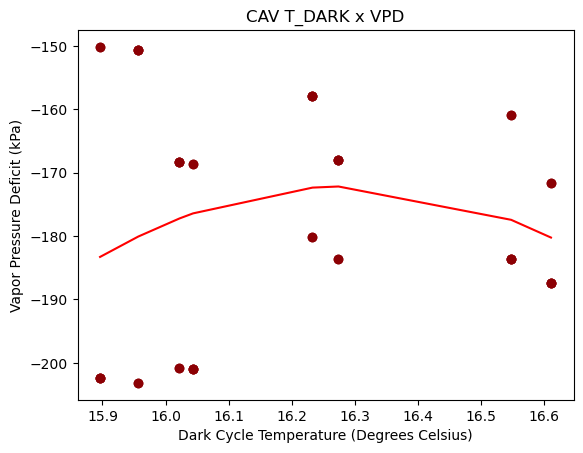 CAV T_DARK x VPD
Vapor Pressure Deficit (kPa)
−150
−160
−170
−180
−190
−200
15.9 16.0 16.1 16.2 16.3 16.4 16.5 16.6
Dark Cycle Temperature (Degrees Celsius)